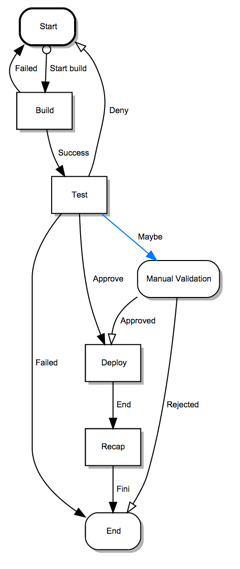 Start
Failed
Start build
Build
Deny
Success
Test
Maybe
Manual Validation
Approve
Approved
Failed
Deploy
End
Rejected
Recap
Fini
End